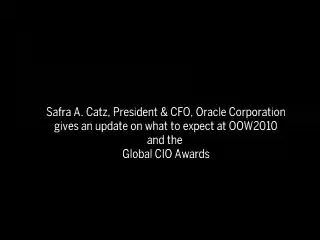 Safra A. Catz, President & CFO, Oracle Corporation
gives an update on what to expect at OOW2010
and the
Global CIO Awards